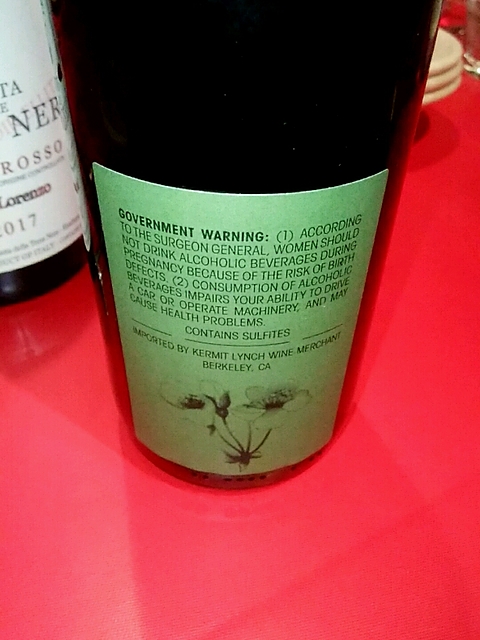 TA
E
NER
ROSSO
Lorenzo
2017
GOVERNMENT WARNING: (1) ACCORDING
TO THE SURGEON GENERAL, WOMEN SHOULD
NOT DRINK ALCOHOLIC BEVERAGES DURING
PREGNANCY BECAUSE OF THE RISK OF BIRTH
DEFECTS. (2) CONSUMPTION OF ALCOHOLIC
BEVERAGES IMPAIRS YOUR ABILITY TO DRIVE
A CAR OR OPERATE MACHINERY, AND MAY
CAUSE HEALTH PROBLEMS.
CONTAINS SULFITES
IMPORTED BY KERMIT LYNCH WINE MERCHANT
BERKELEY, CA